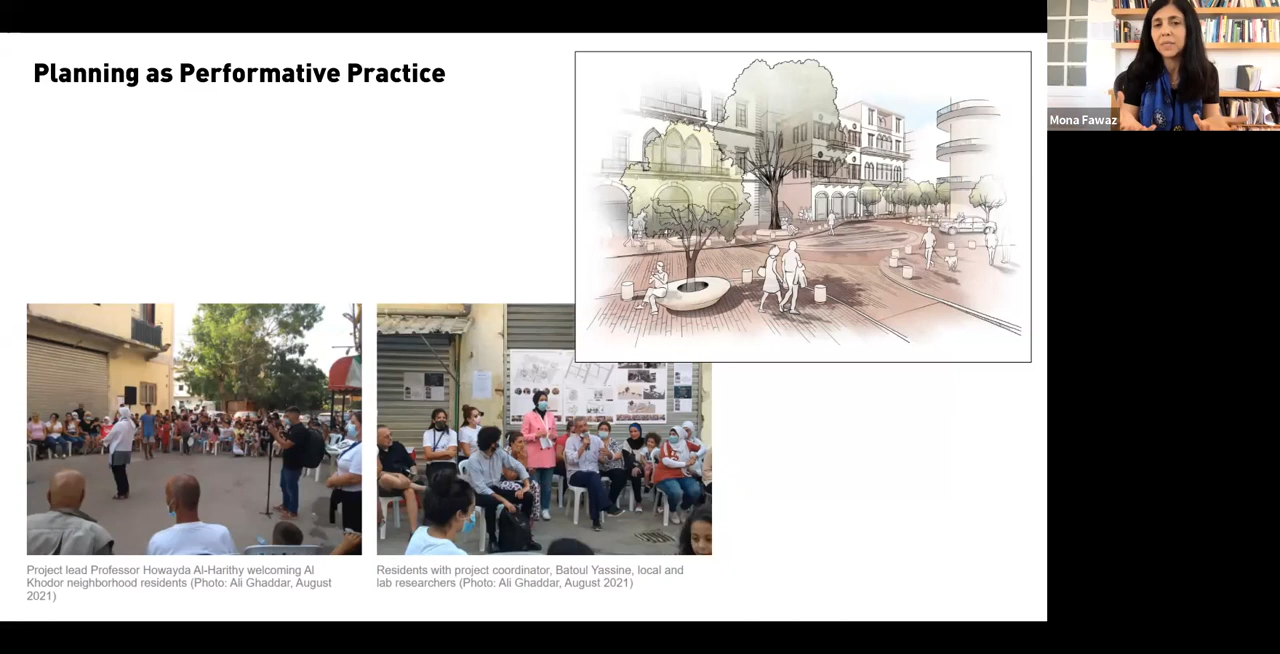 Planning as Performative Practice
Mona Fawaz
Project lead Professor Howayda Al-Harithy welcoming Al
Khodor neighborhood residents (Photo: Ali Ghaddar, August
2021)
Residents with project coordinator, Batoul Yassine, local and
lab researchers (Photo: Ali Ghaddar, August 2021)